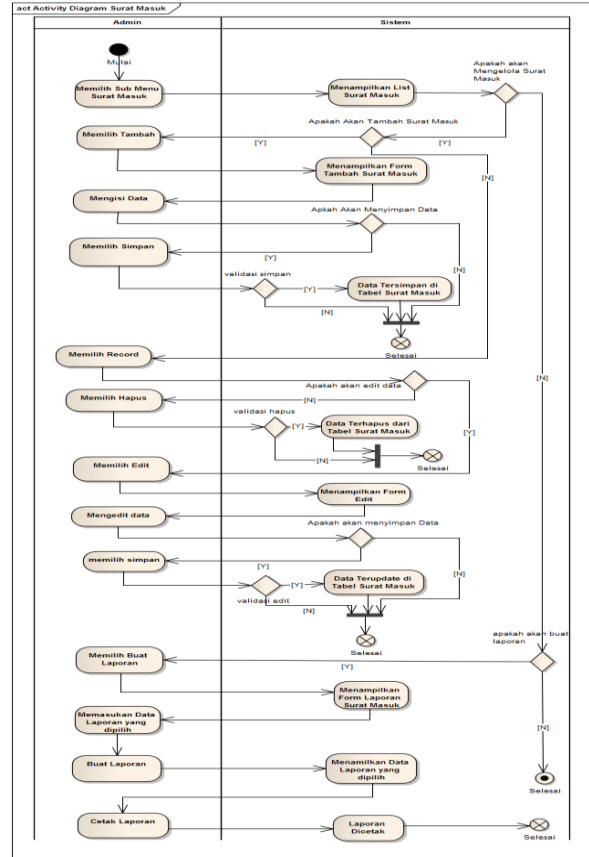 act Activity Diagram Surat Masuk
Admin
Sistem
Mulai
Memilih Sub Menu
Surat Masuk
Menampilkan List
Surat Masuk
Apakah akan
Mengelola Surat
Masuk
Apakah Akan Tambah Surat Masuk
Memilih Tambah
[Y]
[Y]
Menampilkan Form
Tambah Surat Masuk
[N]
Mengisi Data
Apkah Akan Menyimpan Data
Memilih Simpan
[Y]
[N]
validasi simpan
[Y]
Data Tersimpan di
Tabel Surat Masuk
[N]
Selesai
Memilih Record
[N]
Apakah akan edit data
Memilih Hapus
[N]
validasi hapus
[Y]
Data Terhapus dari
Tabel Surat Masuk
[Y]
[N]
Selesai
Memilih Edit
Menampilkan Form
Edit
Mengedit data
Apakah akan menyimpan Data
memilih simpan
[Y]
[N]
[Y]
Data Terupdate di
Tabel Surat Masuk
validasi edit
[N]
Selesai
apakah akan buat
laporan
Memilih Buat
Laporan
[Y]
Menampilkan
Form Laporan
Surat Masuk
Memasukan Data
Laporan yang
dipilih
[N]
Buat Laporan
Menamilkan Data
Laporan yang
dipilih
Selesai
Cetak Laporan
Laporan
Dicetak
Selesai